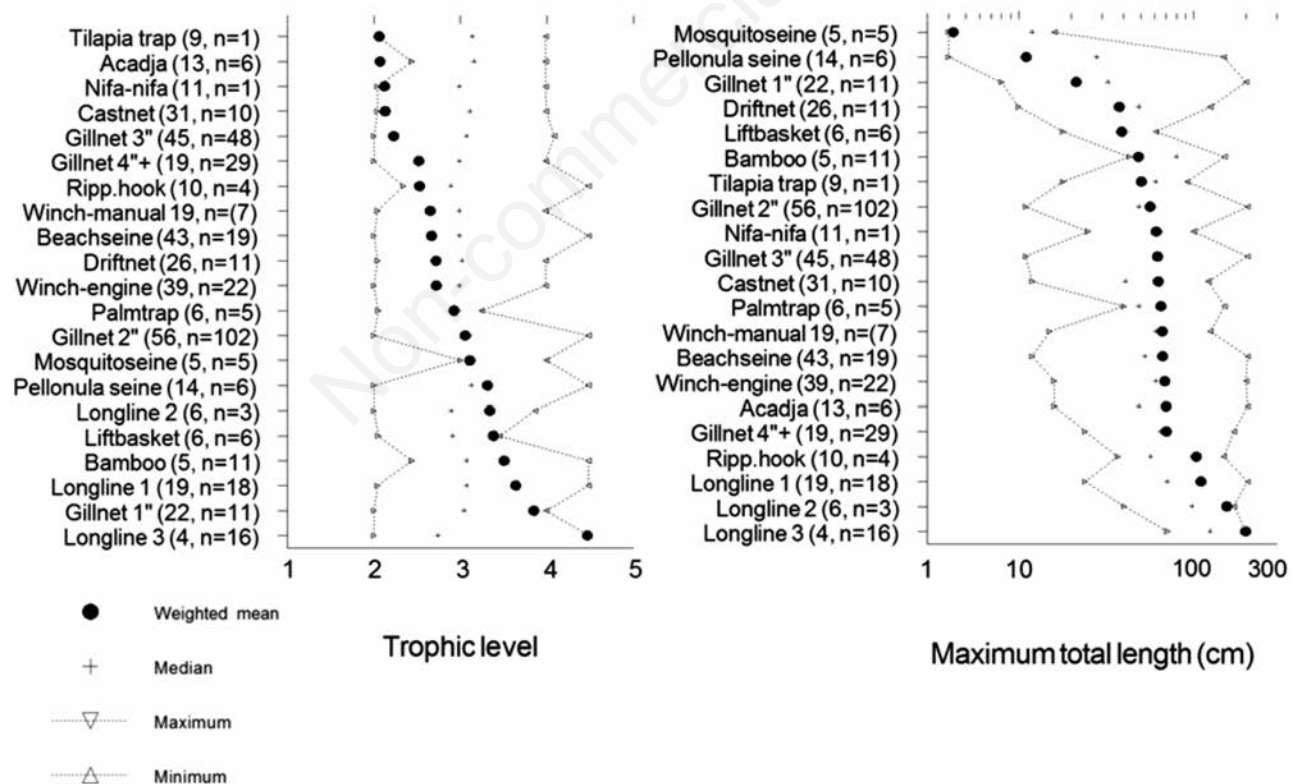 Tilapia trap (9, n=1)
Acadja (13, n=6)
Nifa-nifa (11, n=1)
Castnet (31, n=10)
Gillnet 3" (45, n=48)
Gillnet 4"+ (19, n=29)
Ripp.hook (10, n=4)
Winch-manual 19, n=(7)
Beachseine (43, n=19)
Driftnet (26, n=11)
Winch-engine (39, n=22)
Palmtrap (6, n=5)
Gillnet 2" (56, n=102)
Mosquitoseine (5, n=5)
Pellonula seine (14, n=6)
Longline 2 (6, n=3)
Liftbasket (6, n=6)
Bamboo (5, n=11)
Longline 1 (19, n=18)
Gillnet 1" (22, n=11)
Longline 3 (4, n=16)
1 2 3 4 5
Trophic level
Mosquitoseine (5, n=5)
Pellonula seine (14, n=6)
Gillnet 1" (22, n=11)
Driftnet (26, n=11)
Liftbasket (6, n=6)
Bamboo (5, n=11)
Tilapia trap (9, n=1)
Gillnet 2" (56, n=102)
Nifa-nifa (11, n=1)
Gillnet 3" (45, n=48)
Castnet (31, n=10)
Palmtrap (6, n=5)
Winch-manual 19, n=(7)
Beachseine (43, n=19)
Winch-engine (39, n=22)
Acadja (13, n=6)
Gillnet 4"+ (19, n=29)
Ripp.hook (10, n=4)
Longline 1 (19, n=18)
Longline 2 (6, n=3)
Longline 3 (4, n=16)
1 10 100 300
Maximum total length (cm)
Weighted mean
Median
Maximum
Minimum